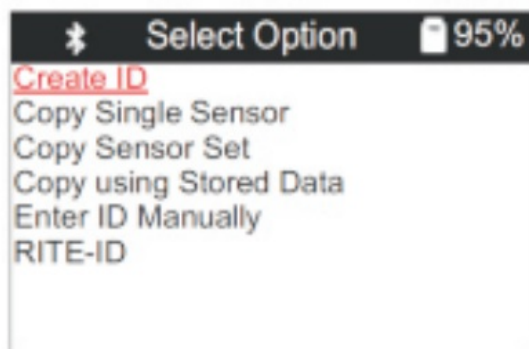 Select Option 95%
Create ID
Copy Single Sensor
Copy Sensor Set
Copy using Stored Data
Enter ID Manually
RITE-ID